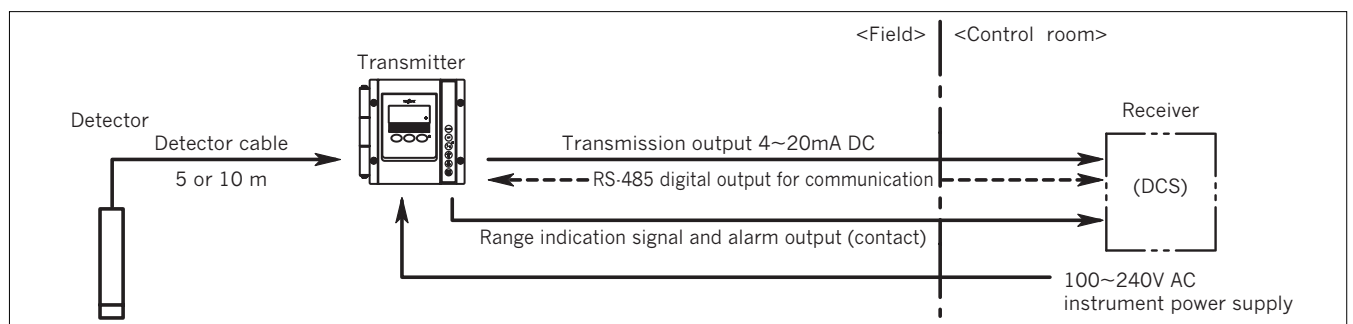 <Field>
<Control room>
Transmitter
Receiver
Detector
Detector cable
5 or 10 m
Transmission output 4~20mA DC
RS-485 digital output for communication
(DCS)
Range indication signal and alarm output (contact)
100~240V AC
instrument power supply